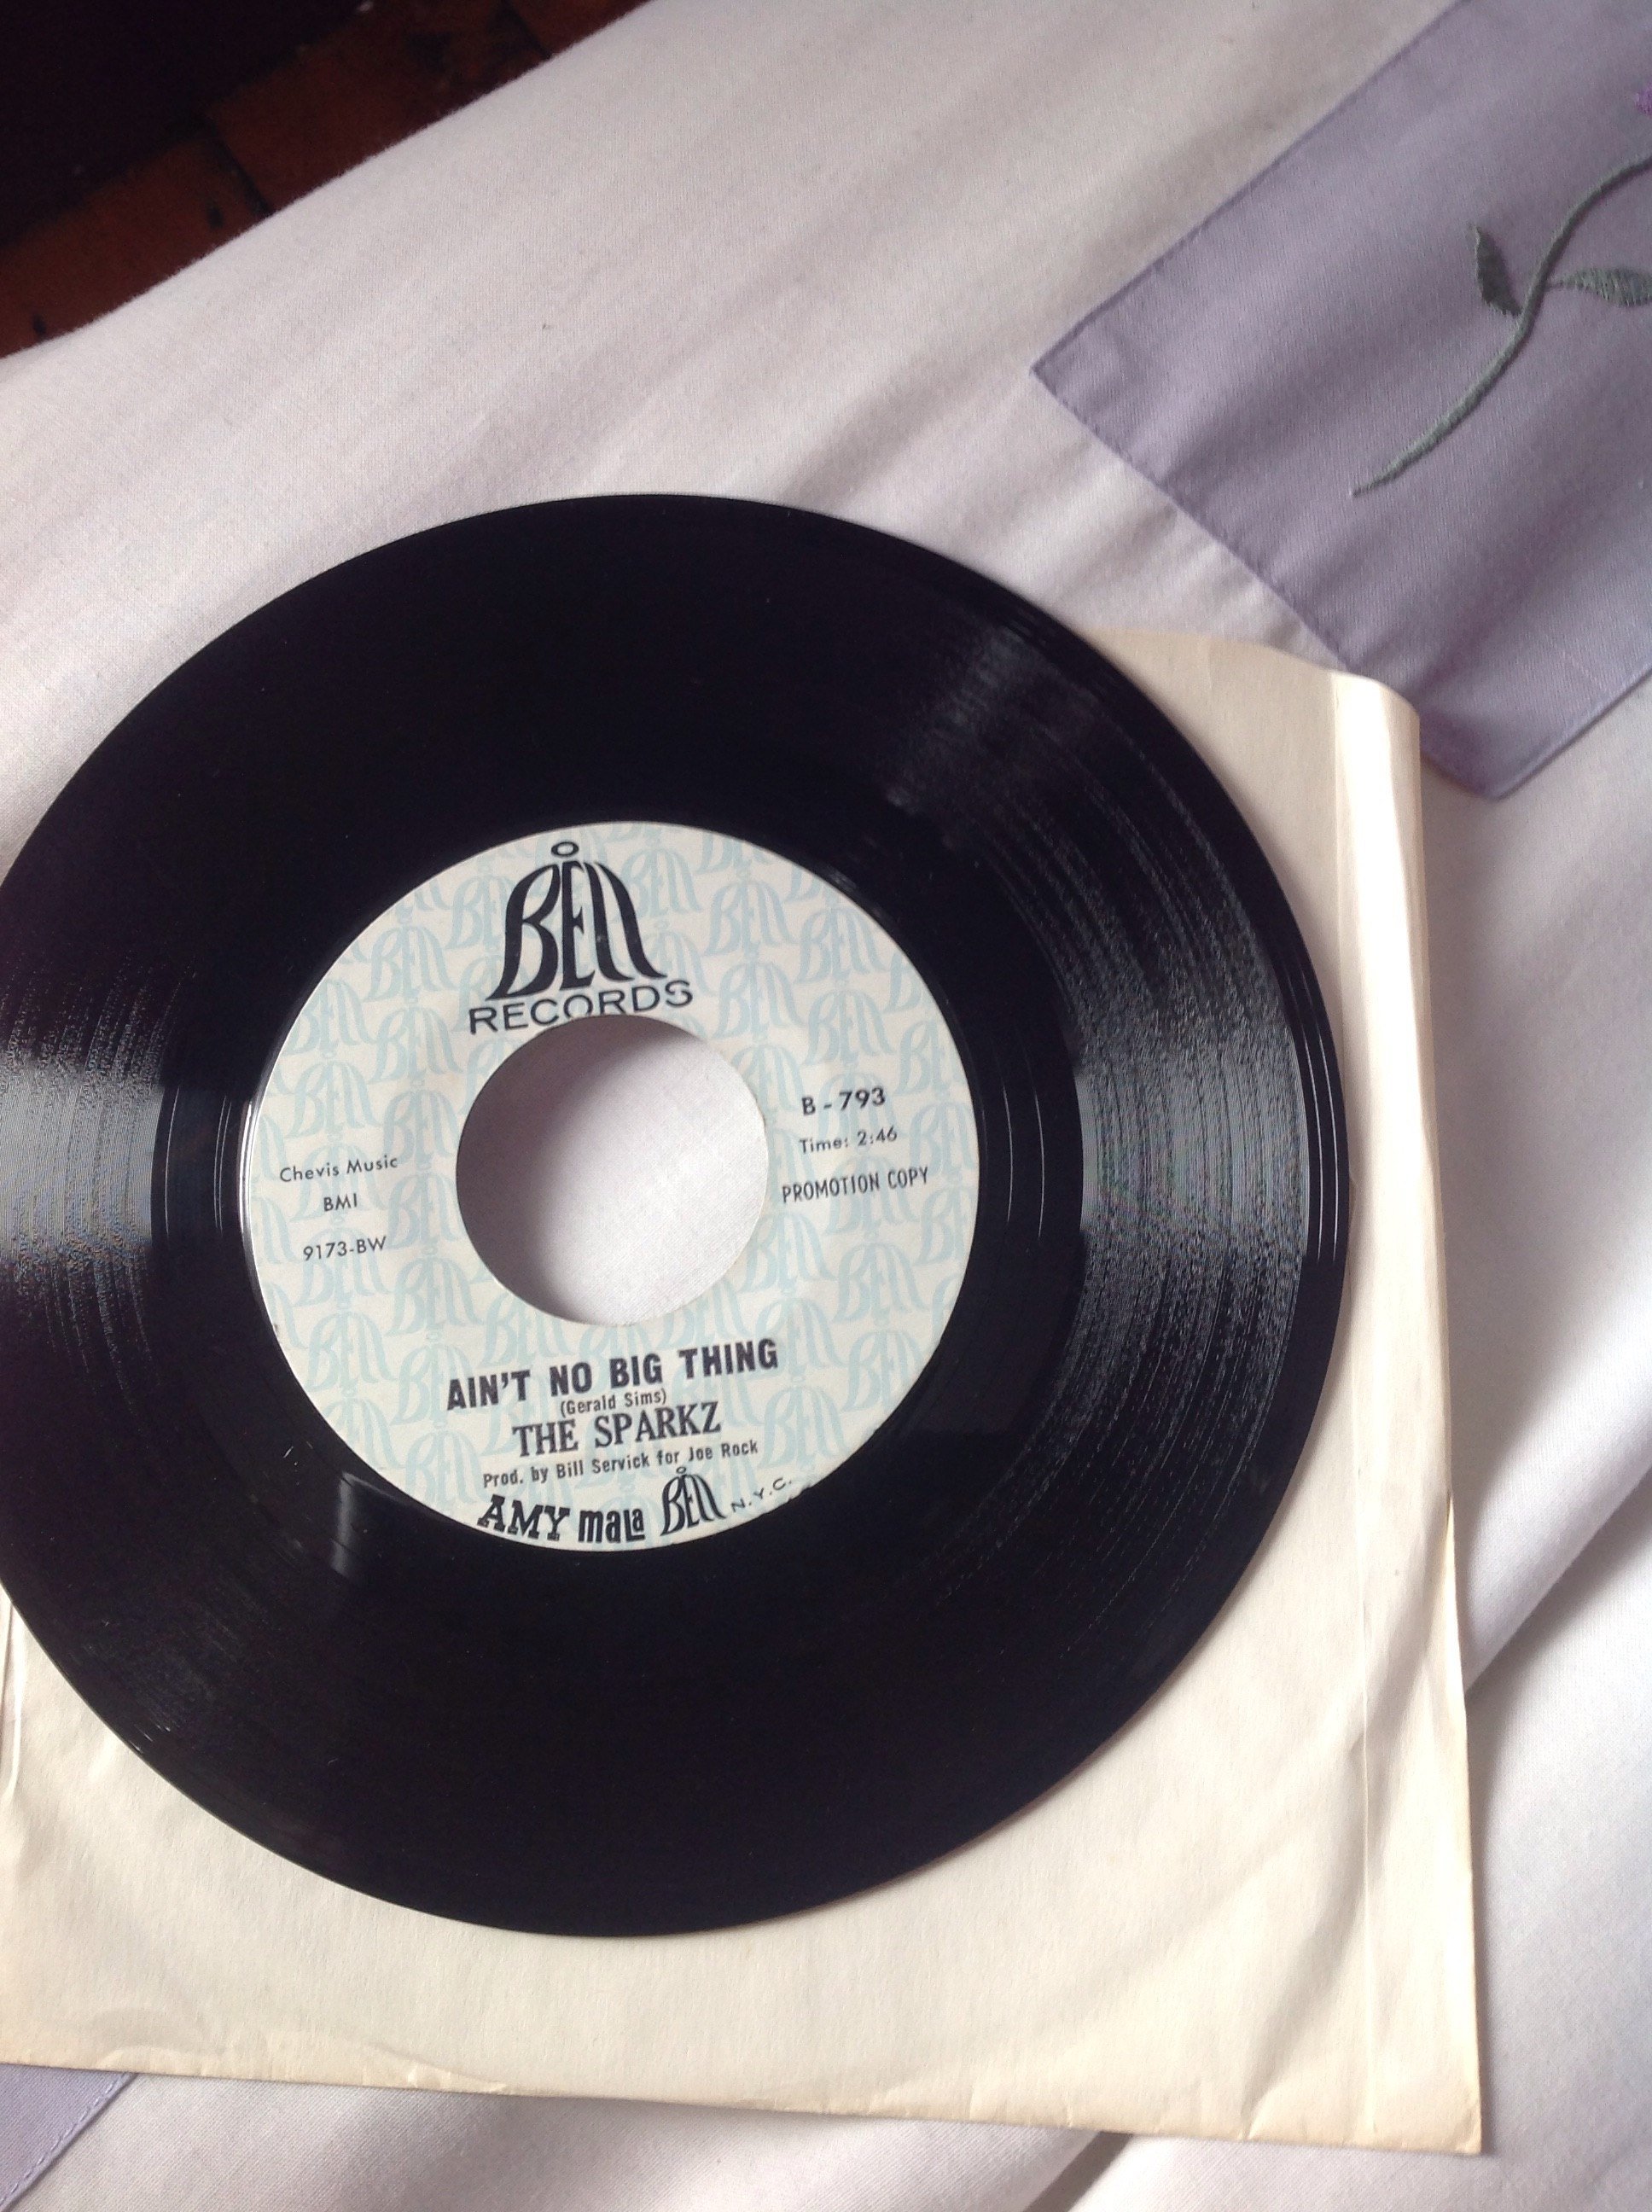 BELL
RECORDS
B-793
Time: 2:46
PROMOTION COPY
Chevis Music
BMI
9173-BW
AIN'T NO BIG THING
(Gerald Sims)
THE SPARKZ
Prod. by Bill Servick for Joe Rock
AMY mala BELL N.Y.C.